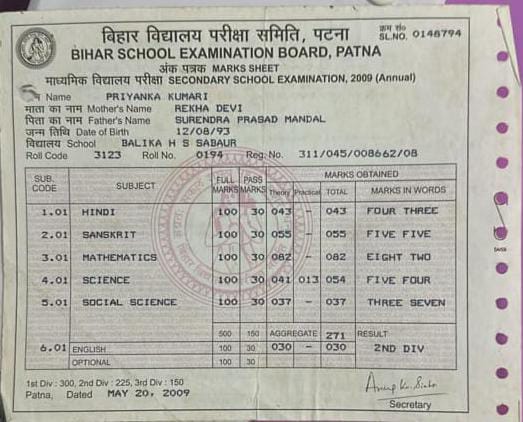 बिहार विद्यालय परीक्षा समिति, पटना
क्रम सं०
SL.NO. 0148794
BIHAR SCHOOL EXAMINATION BOARD, PATNA
अंक पत्रक MARKS SHEET
माध्यमिक विद्यालय परीक्षा SECONDARY SCHOOL EXAMINATION, 2009 (Annual)
Name PRIYANKA KUMARI
माता का नाम Mother's Name REKHA DEVI
पिता का नाम Father's Name SURENDRA PRASAD MANDAL
जन्म तिथि Date of Birth 12/08/93
विद्यालय School BALIKA H S SABAUR
Roll Code 3123 Roll No. 0194 Reg. No. 311/045/008662/08
SUB. CODE SUBJECT FULL MARKS PASS MARKS MARKS OBTAINED
Theory Practical TOTAL MARKS IN WORDS
1.01 HINDI 100 30 043 - 043 FOUR THREE
2.01 SANSKRIT 100 30 055 - 055 FIVE FIVE
3.01 MATHEMATICS 100 30 082 - 082 EIGHT TWO
4.01 SCIENCE 100 30 041 013 054 FIVE FOUR
5.01 SOCIAL SCIENCE 100 30 037 - 037 THREE SEVEN
500 150 AGGREGATE 271 RESULT
6.01 ENGLISH 100 30 030 - 030 2ND DIV
OPTIONAL 100 30
1st Div : 300, 2nd Div : 225, 3rd Div : 150
Patna, Dated MAY 20, 2009
Secretary